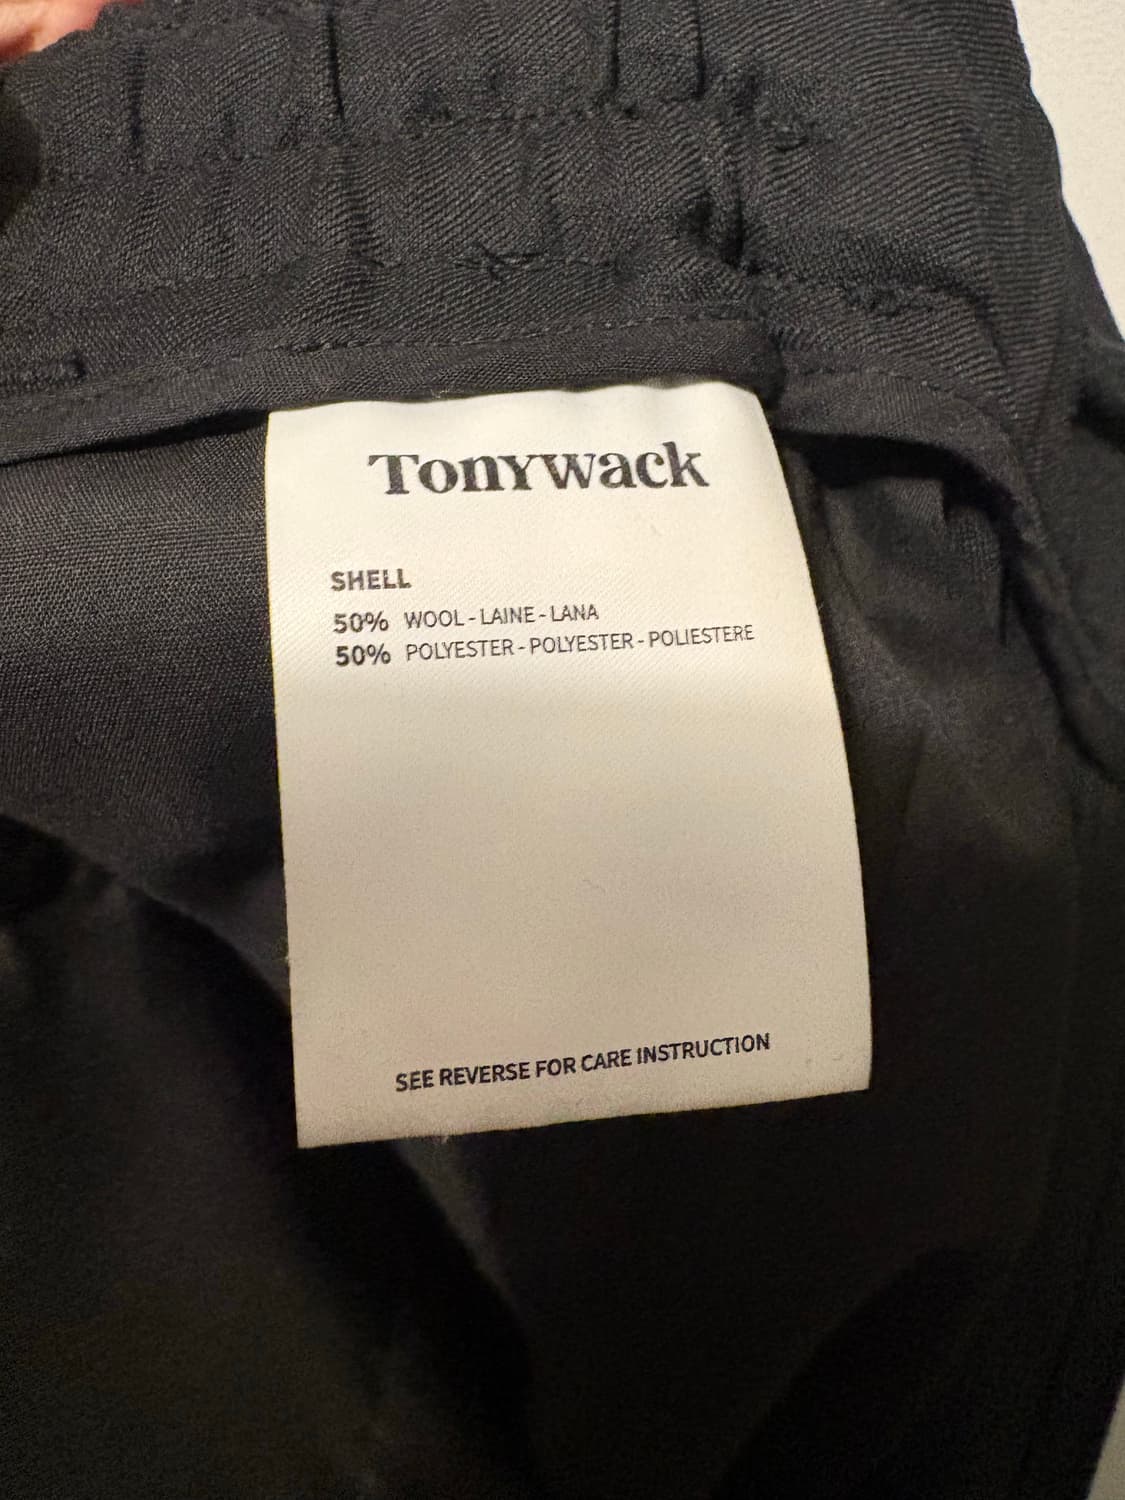 Tonywack
SHELL
50% WOOL - LAINE - LANA
50% POLYESTER - POLYESTER - POLIESTERE
SEE REVERSE FOR CARE INSTRUCTION